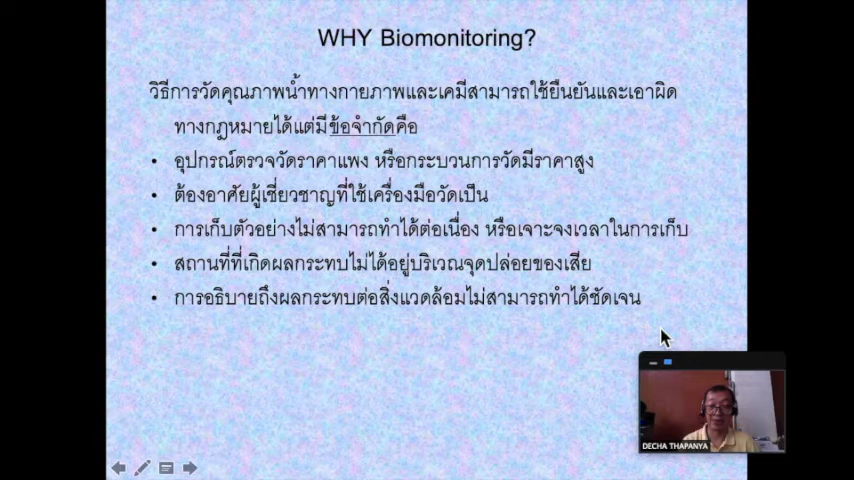 WHY Biomonitoring?
วิธีการวัดคุณภาพน้ำทางกายภาพและเคมีสามารถใช้ยืนยันและเอาผิด
ทางกฎหมายได้แต่มีข้อจำกัดคือ
• อุปกรณ์ตรวจวัดราคาแพง หรือกระบวนการวัดมีราคาสูง
• ต้องอาศัยผู้เชี่ยวชาญที่ใช้เครื่องมือวัดเป็น
• การเก็บตัวอย่างไม่สามารถทำได้ต่อเนื่อง หรือเจาะจงเวลาในการเก็บ
• สถานที่ที่เกิดผลกระทบไม่ได้อยู่บริเวณจุดปล่อยของเสีย
• การอธิบายถึงผลกระทบต่อสิ่งแวดล้อมไม่สามารถทำได้ชัดเจน
DECHA THAPANYA